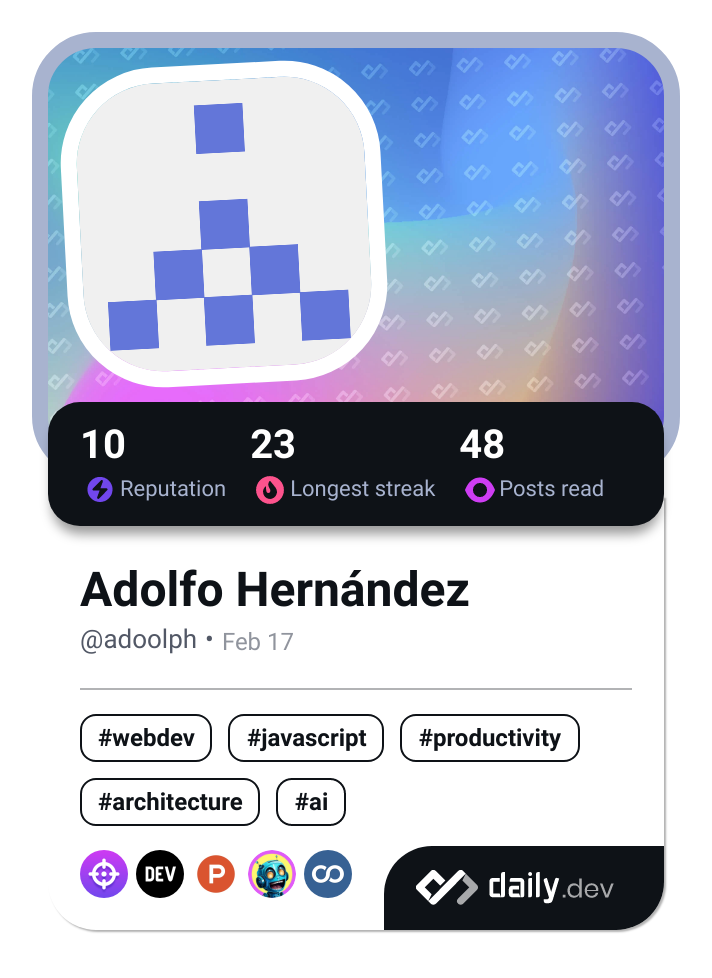 10 23 48
Reputation Longest streak Posts read
Adolfo Hernández
@adoolph • Feb 17
#webdev #javascript #productivity
#architecture #ai
DEV P daily.dev